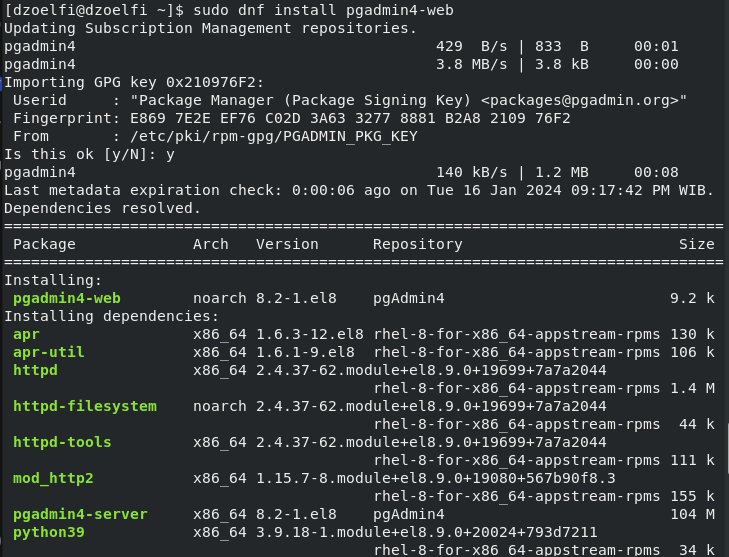 [dzoelfi@dzoelfi ~]$ sudo dnf install pgadmin4-web
Updating Subscription Management repositories.
pgadmin4                                        429  B/s | 833  B     00:01
pgadmin4                                        3.8 MB/s | 3.8 kB     00:00
Importing GPG key 0x210976F2:
 Userid     : "Package Manager (Package Signing Key) <packages@pgadmin.org>"
 Fingerprint: E869 7E2E EF76 C02D 3A63 3277 8881 B2A8 2109 76F2
 From       : /etc/pki/rpm-gpg/PGADMIN_PKG_KEY
Is this ok [y/N]: y
pgadmin4                                        140 kB/s | 1.2 MB     00:08
Last metadata expiration check: 0:00:06 ago on Tue 16 Jan 2024 09:17:42 PM WIB.
Dependencies resolved.
================================================================================
 Package             Arch   Version      Repository                        Size
================================================================================
Installing:
 pgadmin4-web        noarch 8.2-1.el8    pgAdmin4                         9.2 k
Installing dependencies:
 apr                 x86_64 1.6.3-12.el8 rhel-8-for-x86_64-appstream-rpms 130 k
 apr-util            x86_64 1.6.1-9.el8  rhel-8-for-x86_64-appstream-rpms 106 k
 httpd               x86_64 2.4.37-62.module+el8.9.0+19699+7a7a2044
                                         rhel-8-for-x86_64-appstream-rpms 1.4 M
 httpd-filesystem    noarch 2.4.37-62.module+el8.9.0+19699+7a7a2044
                                         rhel-8-for-x86_64-appstream-rpms  44 k
 httpd-tools         x86_64 2.4.37-62.module+el8.9.0+19699+7a7a2044
                                         rhel-8-for-x86_64-appstream-rpms 111 k
 mod_http2           x86_64 1.15.7-8.module+el8.9.0+19080+567b90f8.3
                                         rhel-8-for-x86_64-appstream-rpms 155 k
 pgadmin4-server     x86_64 8.2-1.el8    pgAdmin4                         104 M
 python39            x86_64 3.9.18-1.module+el8.9.0+20024+793d7211
                                         rhel-8-for-x86_64-appstream-rpms  34 k